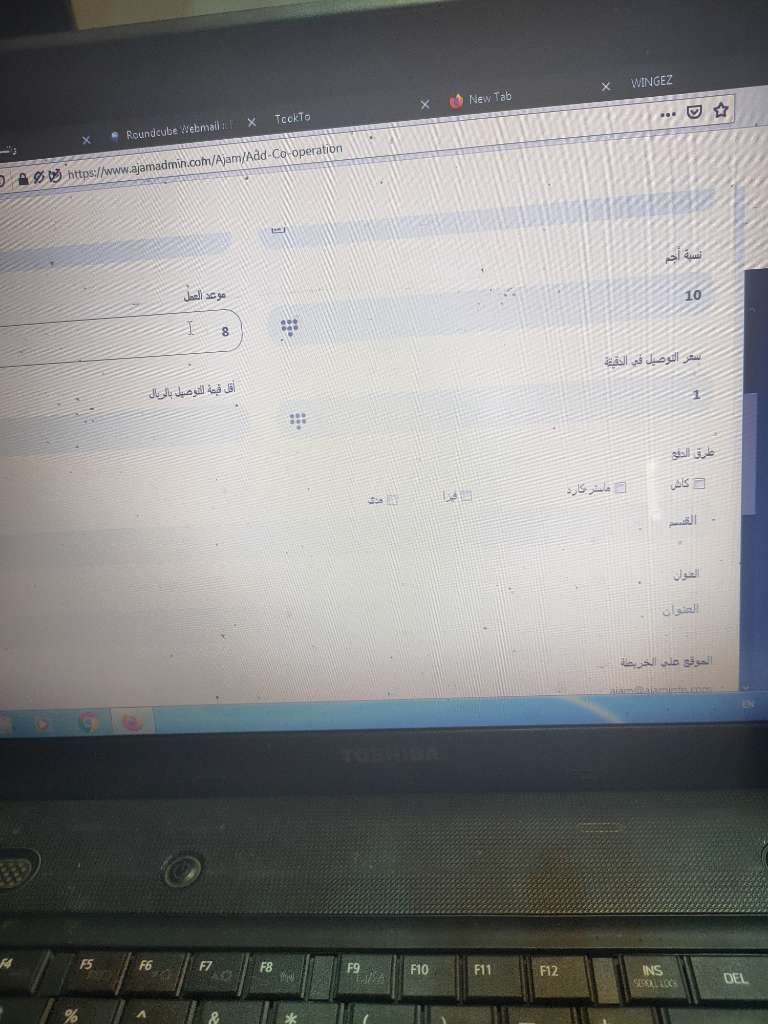 Roundcube Webmail ::
TookTo
New Tab
WINGEZ
https://www.ajamadmin.com/Ajam/Add-Co-operation
نسبة أجم
10
موعد العمل
8
سعر التوصيل في الدقيقة
1
أقل قيمة للتوصيل بالريال
طرق الدفع
كاش
ماستر كارد
فيزا
مدى
القسم
العنوان
العنوان
الموقع على الخريطة
EN
TOSHIBA
F4
F5
F6
F7
F8
F9
F10
F11
F12
INS
SCROLL LOCK
DEL
%
^
&
*
(
)